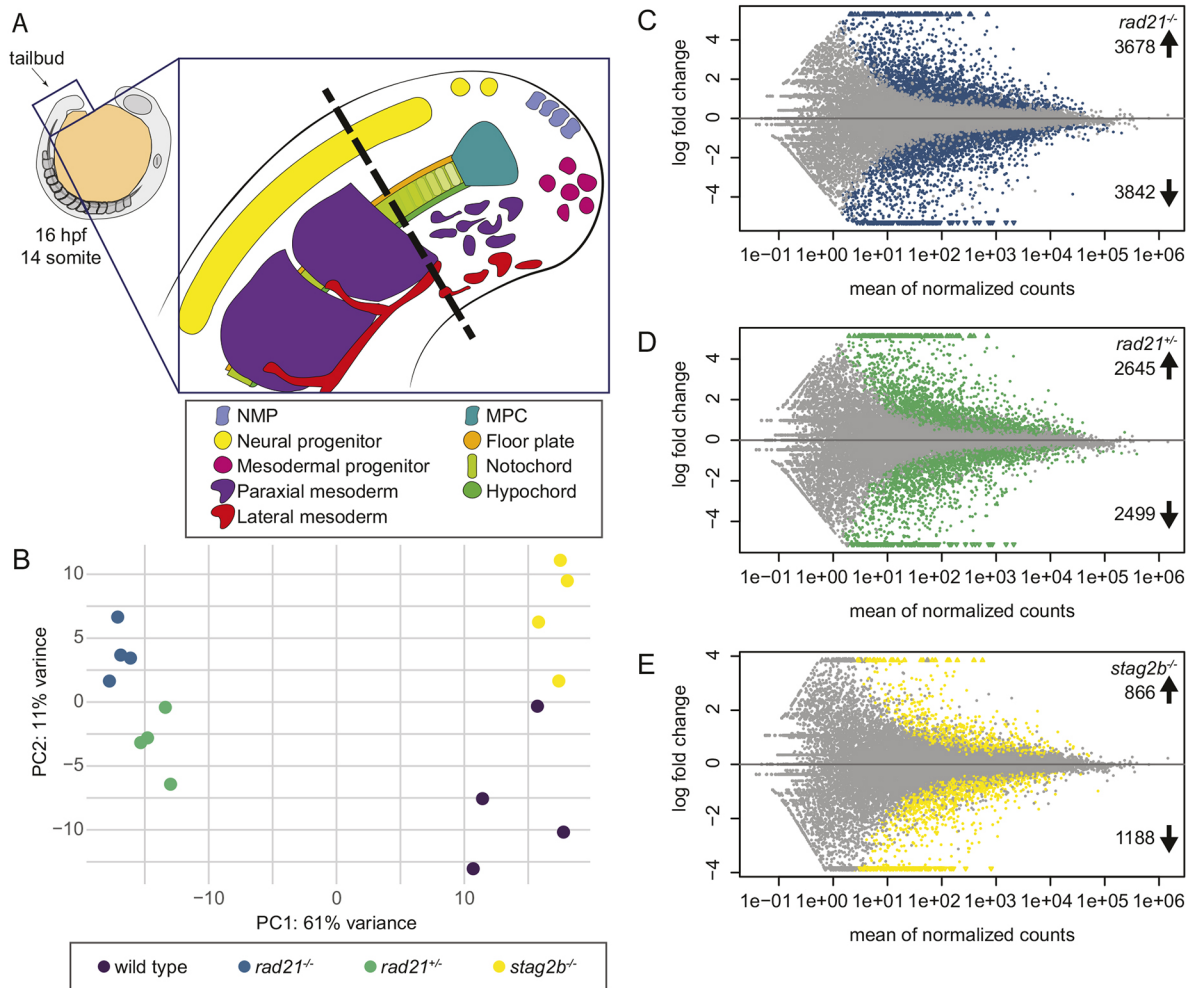 A
tailbud
16 hpf
14 somite
NMP
Neural progenitor
Mesodermal progenitor
Paraxial mesoderm
Lateral mesoderm
MPC
Floor plate
Notochord
Hypochord
B
PC2: 11% varince
10
5
0
−5
−10
−10
0
10
PC1: 61% variance
wild type
rad21-/-
rad21+/-
stag2b-/-
C
log fold change
4
2
0
−2
−4
rad21-/-
3678
3842
1e−01 1e+00 1e+01 1e+02 1e+03 1e+04 1e+05 1e+06
mean of normalized counts
D
log fold change
4
2
0
−2
−4
rad21+/-
2645
2499
1e−01 1e+00 1e+01 1e+02 1e+03 1e+04 1e+05 1e+06
mean of normalized counts
E
log fold change
4
2
0
−2
−4
stag2b-/-
866
1188
1e−01 1e+00 1e+01 1e+02 1e+03 1e+04 1e+05 1e+06
mean of normalized counts